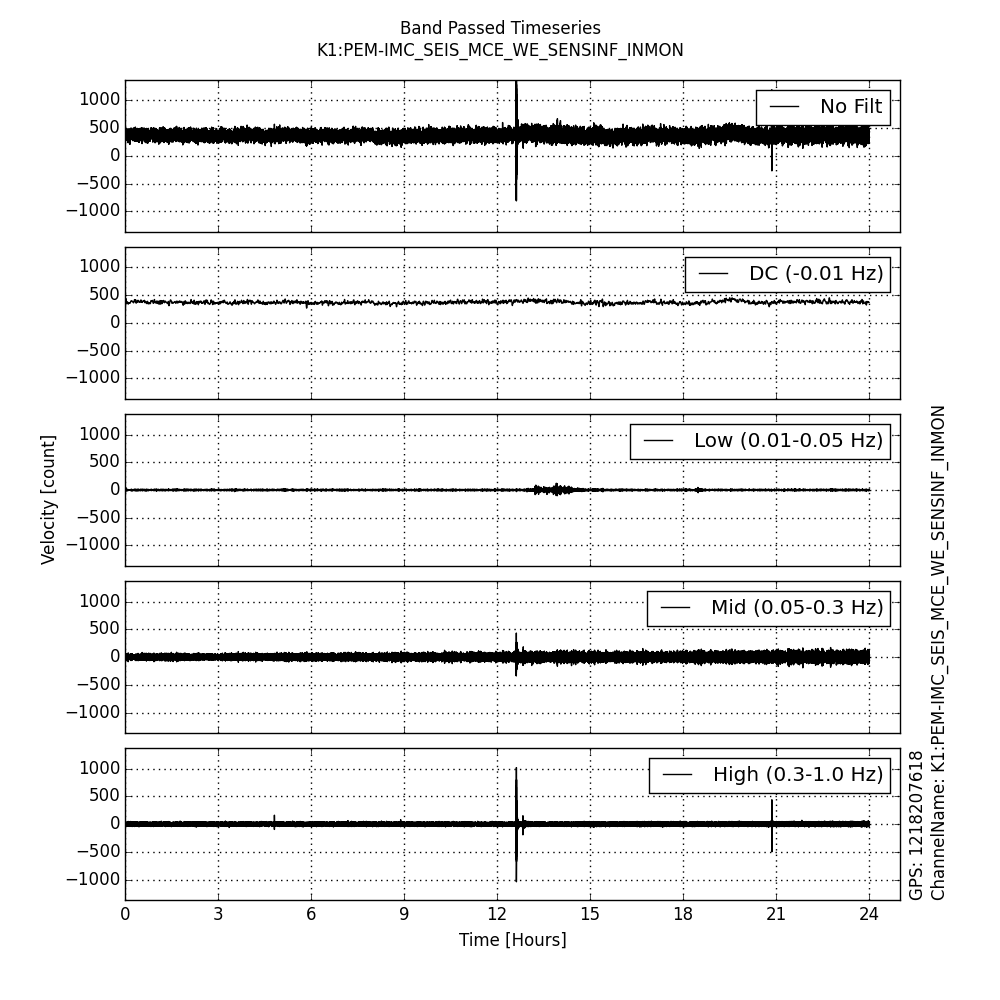 Band Passed Timeseries
K1:PEM-IMC_SEIS_MCE_WE_SENSINF_INMON
1000
500
0
−500
−1000
No Filt
1000
500
0
−500
−1000
DC (-0.01 Hz)
1000
500
0
−500
−1000
Low (0.01-0.05 Hz)
1000
500
0
−500
−1000
Mid (0.05-0.3 Hz)
1000
500
0
−500
−1000
High (0.3-1.0 Hz)
0 3 6 9 12 15 18 21 24
Time [Hours]
Velocity [count]
GPS: 1218207618
ChannelName: K1:PEM-IMC_SEIS_MCE_WE_SENSINF_INMON